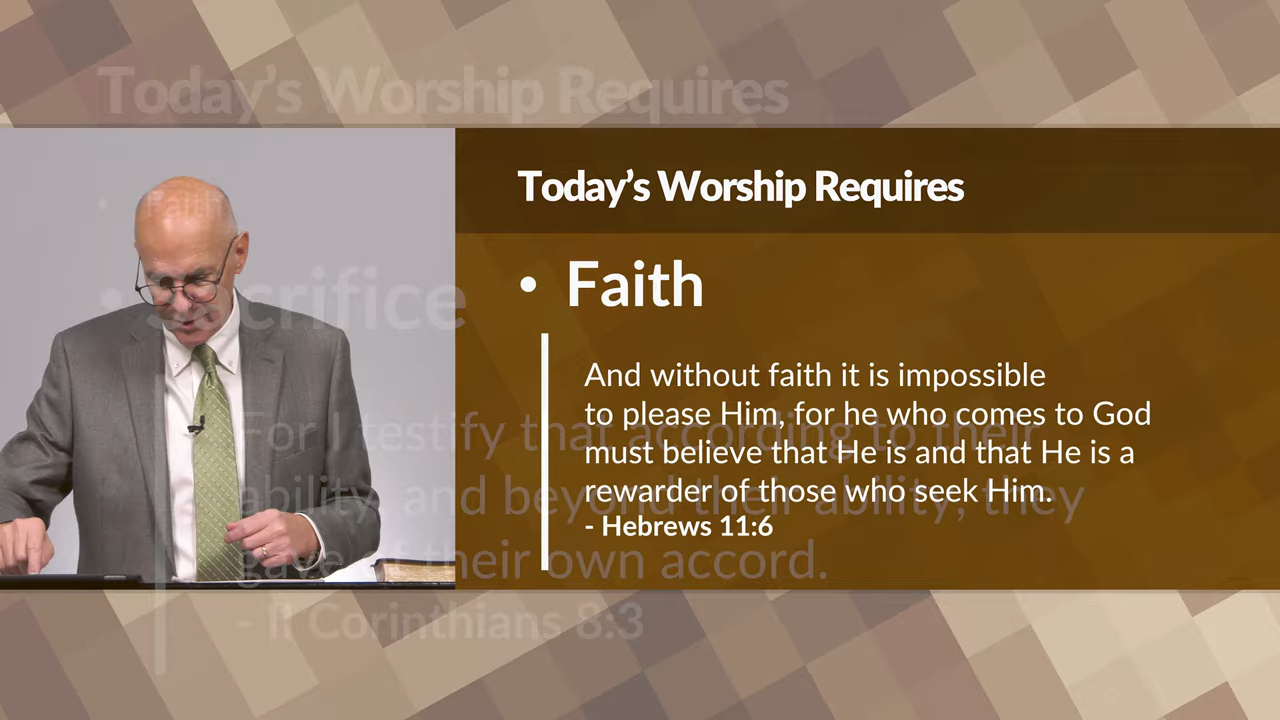 Today's Worship Requires
Today's Worship Requires
• Faith
• Sacrifice
And without faith it is impossible
to please Him, for he who comes to God
must believe that He is and that He is a
rewarder of those who seek Him.
- Hebrews 11:6
For I testify that according to their
ability, and beyond their ability, they
gave of their own accord.
- II Corinthians 8:3